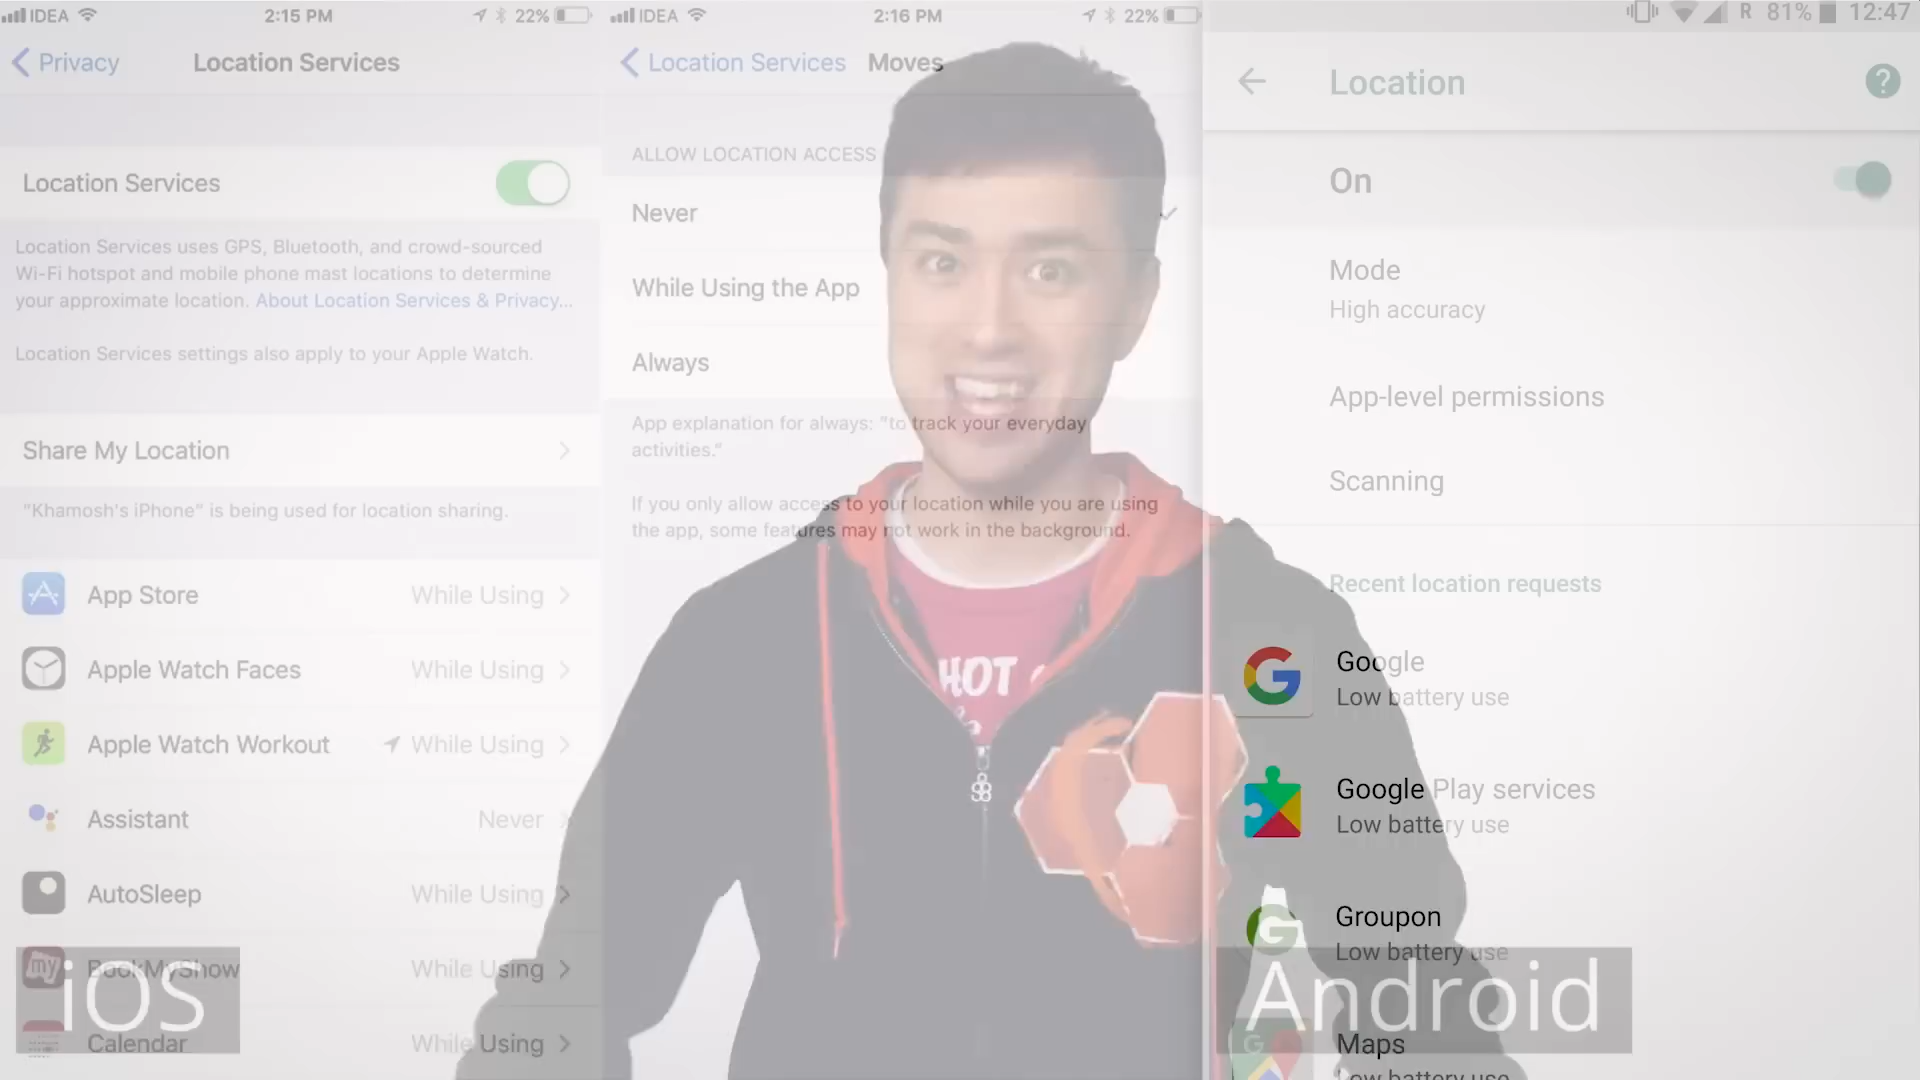 IDEA
2:15 PM
22%
Privacy
Location Services
Location Services
Location Services uses GPS, Bluetooth, and crowd-sourced
Wi-Fi hotspot and mobile phone mast locations to determine
your approximate location. About Location Services & Privacy...
Location Services settings also apply to your Apple Watch.
Share My Location
"Khamosh's iPhone" is being used for location sharing.
App Store While Using
Apple Watch Faces While Using
Apple Watch Workout While Using
Assistant Never
AutoSleep While Using
my
BookMyShow While Using
Calendar While Using
iOS
IDEA
2:16 PM
22%
Location Services
Moves
ALLOW LOCATION ACCESS
Never
While Using the App
Always
App explanation for always: "to track your everyday
activities."
If you only allow access to your location while you are using
the app, some features may not work in the background.
HOT
R 81% 12:47
Location
?
On
Mode
High accuracy
App-level permissions
Scanning
Recent location requests
G
Google
Low battery use
Google Play services
Low battery use
G
Groupon
Low battery use
Android
G
Maps
Low battery use